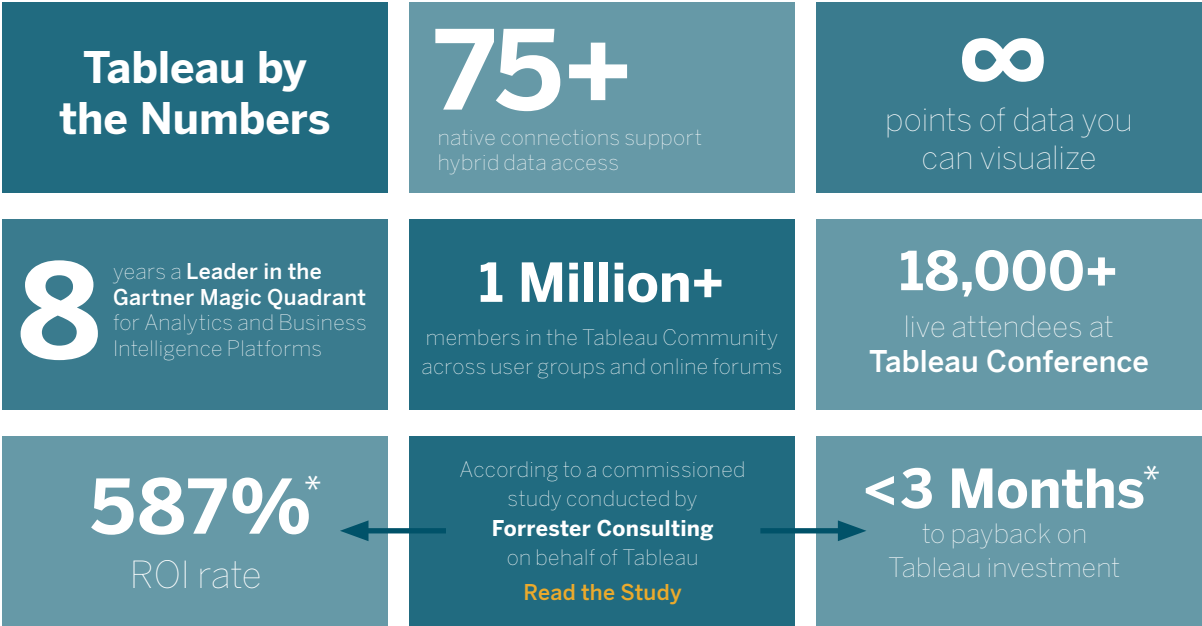 Tableau by
the Numbers
75+
native connections support
hybrid data access
∞
points of data you
can visualize
8
years a Leader in the
Gartner Magic Quadrant
for Analytics and Business
Intelligence Platforms
1 Million+
members in the Tableau Community
across user groups and online forums
18,000+
live attendees at
Tableau Conference
587%*
ROI rate
According to a commissioned
study conducted by
Forrester Consulting
on behalf of Tableau
Read the Study
<3 Months*
to payback on
Tableau investment